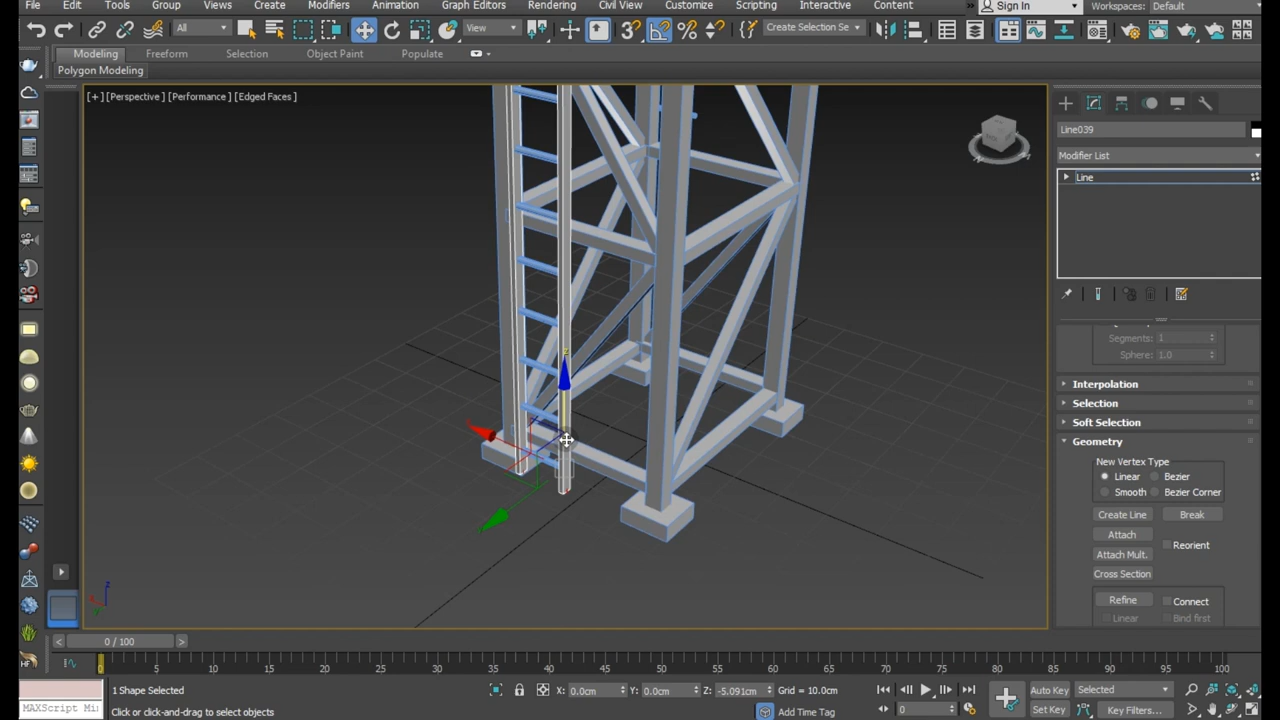 File Edit Tools Group Views Create Modifiers Animation Graph Editors Rendering Civil View Customize Scripting Interactive Content Sign In Workspaces: Default
All View Create Selection Se
Modeling Freeform Selection Object Paint Populate
Polygon Modeling
[+] [Perspective] [Performance] [Edged Faces]
Line039
Modifier List
Line
Segments: 1
Sphere: 1.0
Interpolation
Selection
Soft Selection
Geometry
New Vertex Type
Linear Bezier
Smooth Bezier Corner
Create Line Break
Attach
Reorient
Attach Mult.
Cross Section
Refine Connect
Linear Bind first
0 / 100
0 5 10 15 20 25 30 35 40 45 50 55 60 65 70 75 80 85 90 95 100
1 Shape Selected X: 0.0cm Y: 0.0cm Z: -5.091cm Grid = 10.0cm Auto Key Selected
MAXScript Mi Click or click-and-drag to select objects Add Time Tag 0 Set Key Key Filters...